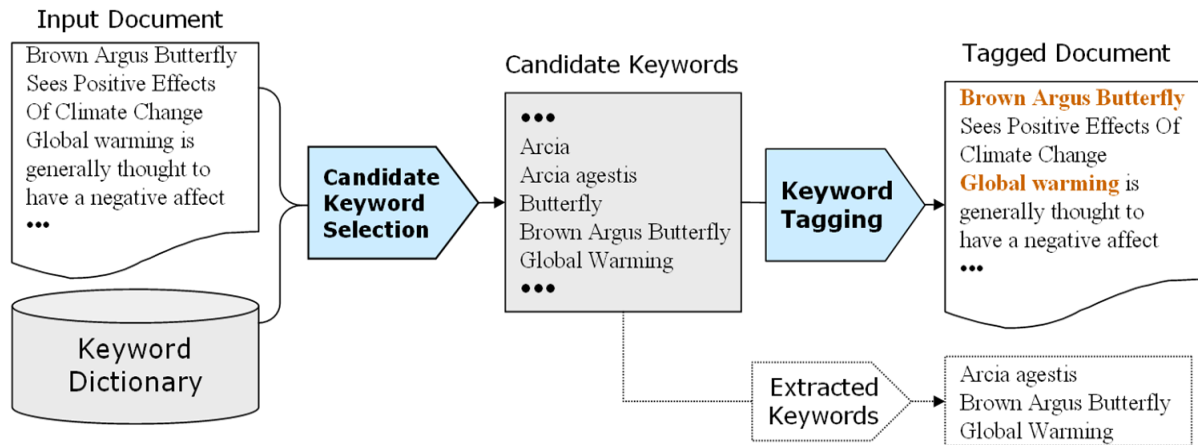 Input Document
Brown Argus Butterfly
Sees Positive Effects
Of Climate Change
Global warming is
generally thought to
have a negative affect
•••
Keyword
Dictionary
Candidate
Keyword
Selection
Candidate Keywords
•••
Arcia
Arcia agestis
Butterfly
Brown Argus Butterfly
Global Warming
•••
Keyword
Tagging
Tagged Document
Brown Argus Butterfly
Sees Positive Effects Of
Climate Change
Global warming is
generally thought to
have a negative affect
•••
Extracted
Keywords
Arcia agestis
Brown Argus Butterfly
Global Warming